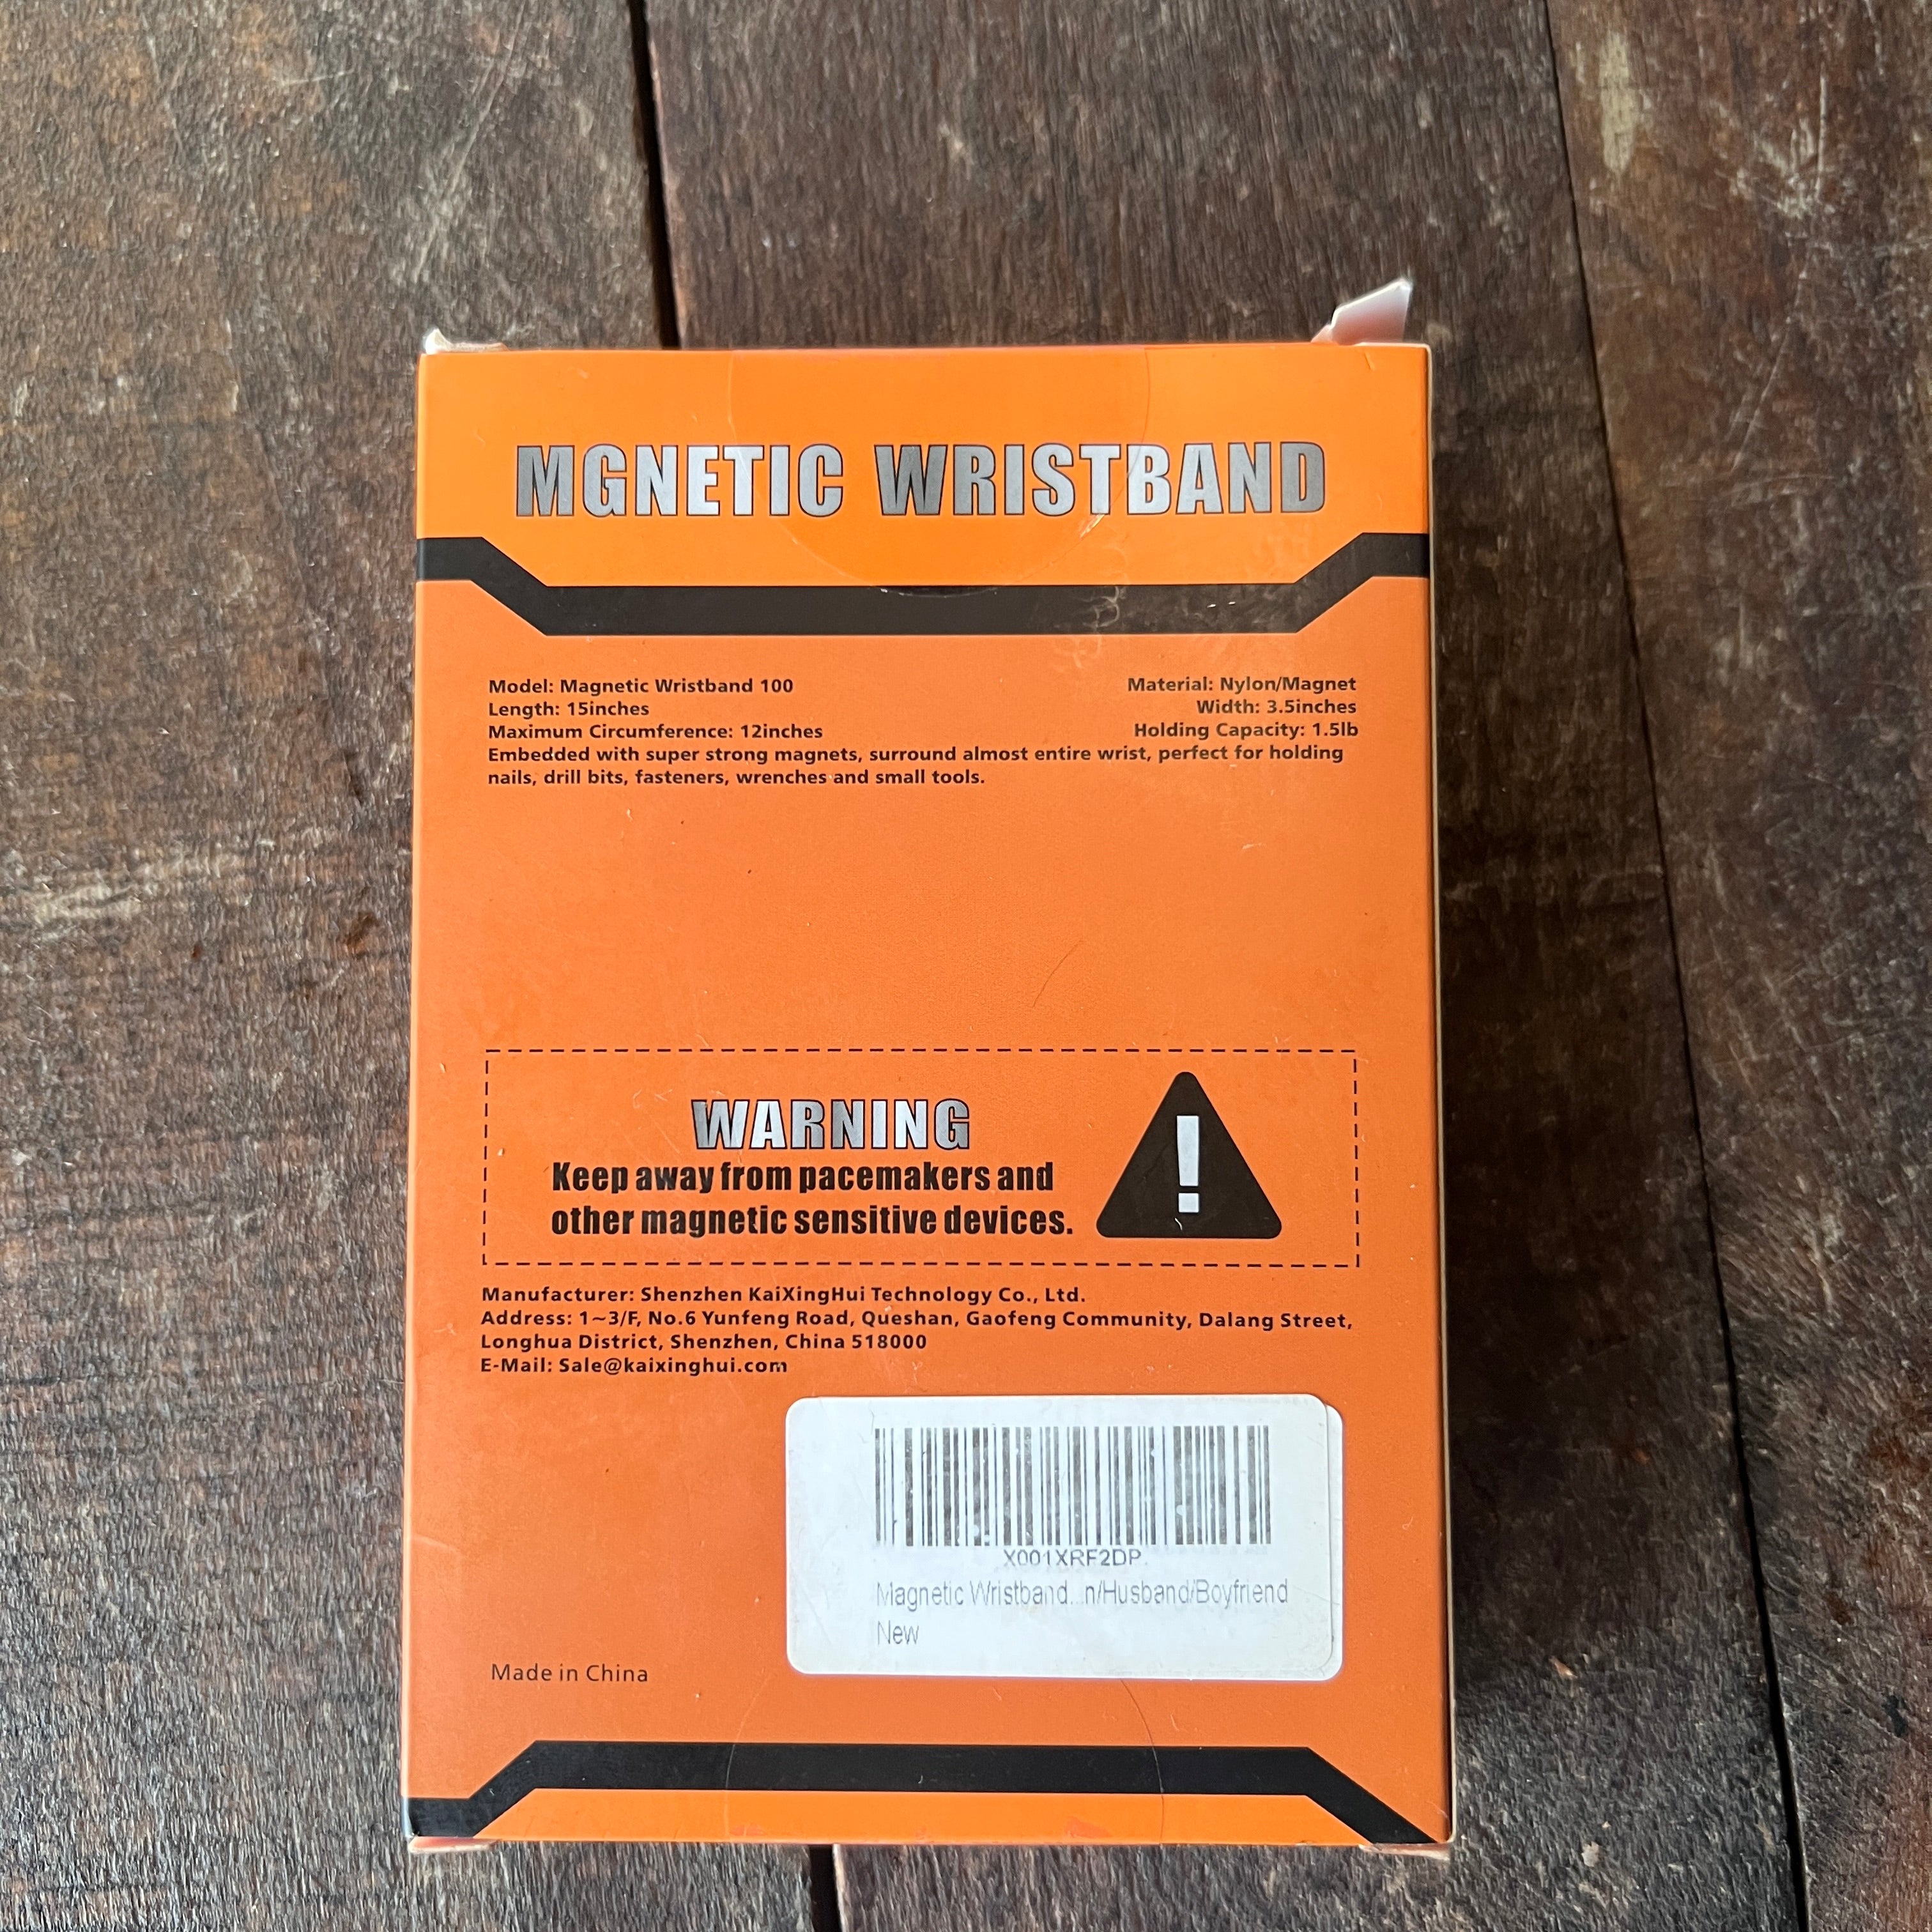 MGNETIC WRISTBAND
Model: Magnetic Wristband 100
Length: 15inches
Maximum Circumference: 12inches
Material: Nylon/Magnet
Width: 3.5inches
Holding Capacity: 1.5lb
Embedded with super strong magnets, surround almost entire wrist, perfect for holding
nails, drill bits, fasteners, wrenches and small tools.
WARNING
Keep away from pacemakers and
other magnetic sensitive devices.
!
Manufacturer: Shenzhen KaiXingHui Technology Co., Ltd.
Address: 1~3/F, No.6 Yunfeng Road, Queshan, Gaofeng Community, Dalang Street,
Longhua District, Shenzhen, China 518000
E-Mail: Sale@kaixinghui.com
X001XRF2DP
Magnetic Wristband...n/Husband/Boyfriend
New
Made in China